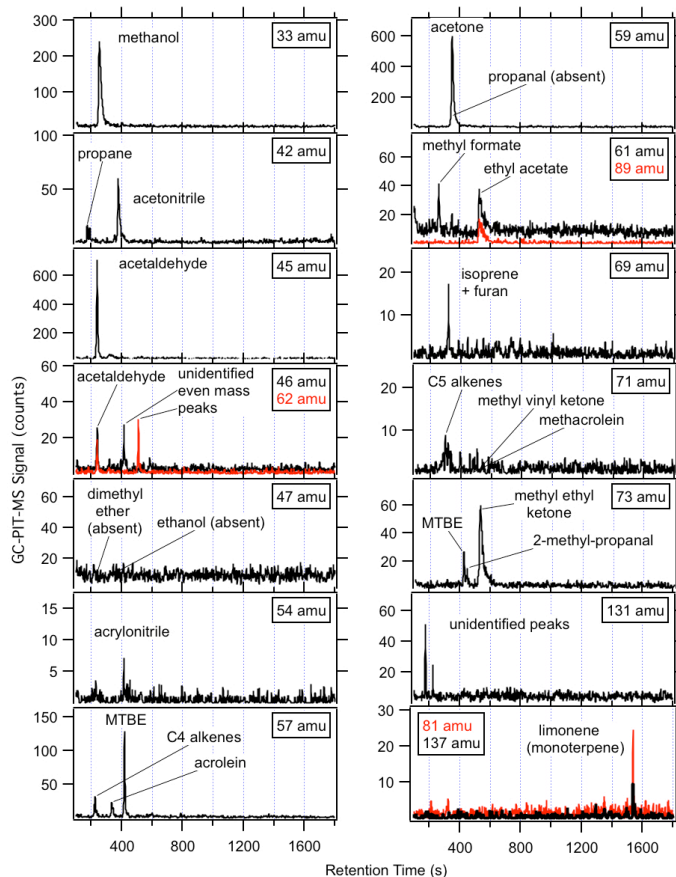 300
200
100
methanol
33 amu
100
50
propane
acetonitrile
42 amu
600
400
200
acetaldehyde
45 amu
60
40
20
acetaldehyde
unidentified
even mass
peaks
46 amu
62 amu
60
40
20
dimethyl
ether
(absent)
ethanol (absent)
47 amu
15
10
5
acrylonitrile
54 amu
150
100
50
MTBE
C4 alkenes
acrolein
57 amu
400
800
1200
1600
600
400
200
acetone
propanal (absent)
59 amu
60
40
20
methyl formate
ethyl acetate
61 amu
89 amu
20
10
isoprene
+ furan
69 amu
20
10
C5 alkenes
methyl vinyl ketone
methacrolein
71 amu
60
40
20
MTBE
methyl ethyl
ketone
2-methyl-propanal
73 amu
60
40
20
unidentified peaks
131 amu
30
20
10
81 amu
137 amu
limonene
(monoterpene)
400
800
1200
1600
GC-PIT-MS Signal (counts)
Retention Time (s)